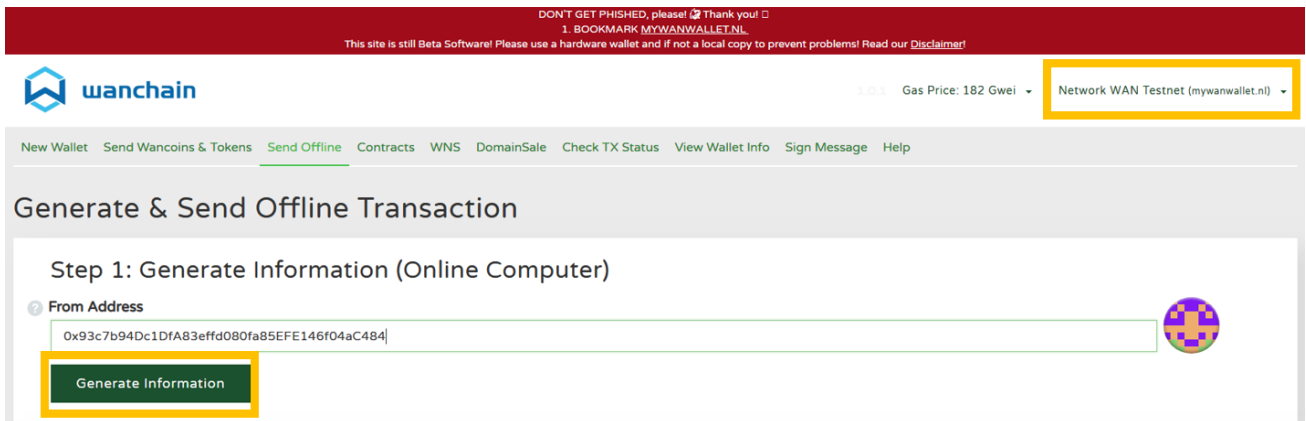 DON'T GET PHISHED, please! Thank you!
1. BOOKMARK MYWANWALLET.NL
This site is still Beta Software! Please use a hardware wallet and if not a local copy to prevent problems! Read our Disclaimer!
wanchain
1.0.1 Gas Price: 182 Gwei Network WAN Testnet (mywanwallet.nl)
New Wallet Send Wancoins & Tokens Send Offline Contracts WNS DomainSale Check TX Status View Wallet Info Sign Message Help
Generate & Send Offline Transaction
Step 1: Generate Information (Online Computer)
? From Address
0x93c7b94Dc1DfA83effd080fa85EFE146f04aC484
Generate Information